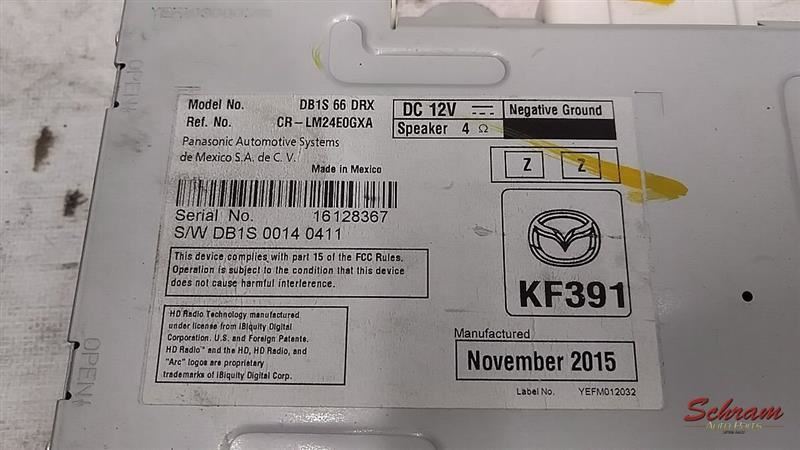 OPEN
Model No. DB1S 66 DRX
Ref. No. CR-LM24E0GXA
Panasonic Automotive Systems
de Mexico S.A. de C. V.
Made in Mexico
DC 12V Negative Ground
Speaker 4 Ω
Z Z
Serial No. 16128367
S/W DB1S 0014 0411
This device complies with part 15 of the FCC Rules.
Operation is subject to the condition that this device
does not cause harmful interference.
KF391
HD Radio Technology manufactured
under license from iBiquity Digital
Corporation. U.S. and Foreign Patents.
HD Radio™ and the HD, HD Radio, and
"Arc" logos are proprietary
trademarks of iBiquity Digital Corp.
Manufactured
November 2015
Label No. YEFM012032
OPEN
Schram
Auto Parts